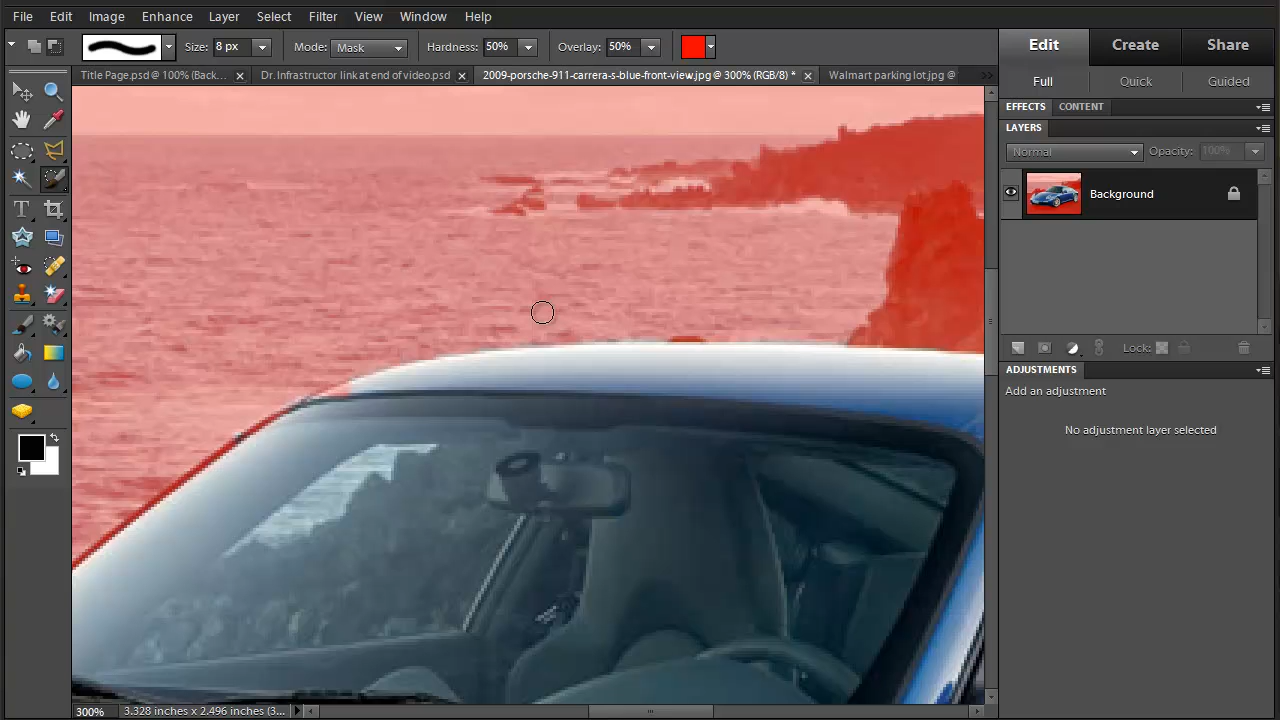 File Edit Image Enhance Layer Select Filter View Window Help
Size: 8 px Mode: Mask Hardness: 50% Overlay: 50%
Edit Create Share
Title Page.psd @ 100% (Back... Dr. Infrastructor link at end of video.psd 2009-porsche-911-carrera-s-blue-front-view.jpg @ 300% (RGB/8) * Walmart parking lot.jpg @
Full Quick Guided
EFFECTS CONTENT
LAYERS
Normal Opacity: 100%
Background
T
Lock:
ADJUSTMENTS
Add an adjustment
No adjustment layer selected
300% 3.328 inches x 2.496 inches (3...